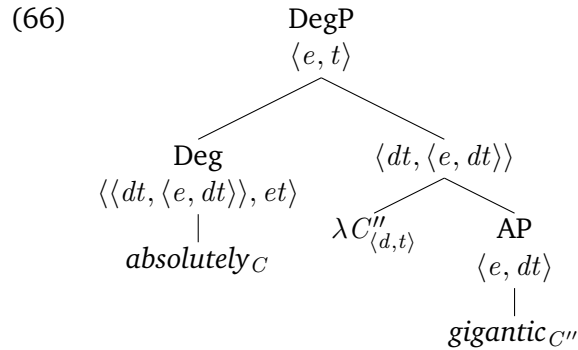 (66)
DegP
⟨e, t⟩
Deg
⟨⟨dt, ⟨e, dt⟩⟩, et⟩
absolutely_C
⟨dt, ⟨e, dt⟩⟩
λC''_⟨d,t⟩
AP
⟨e, dt⟩
gigantic_C''